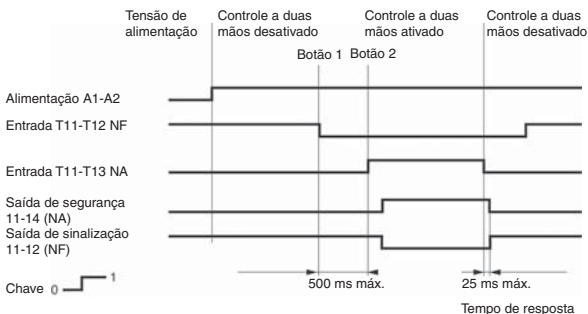 Tensão de
alimentação
Controle a duas
mãos desativado
Controle a duas
mãos ativado
Controle a duas
mãos desativado
Botão 1
Botão 2
Alimentação A1-A2
Entrada T11-T12 NF
Entrada T11-T13 NA
Saída de segurança
11-14 (NA)
Saída de sinalização
11-12 (NF)
Chave 0 1
500 ms máx.
25 ms máx.
Tempo de resposta